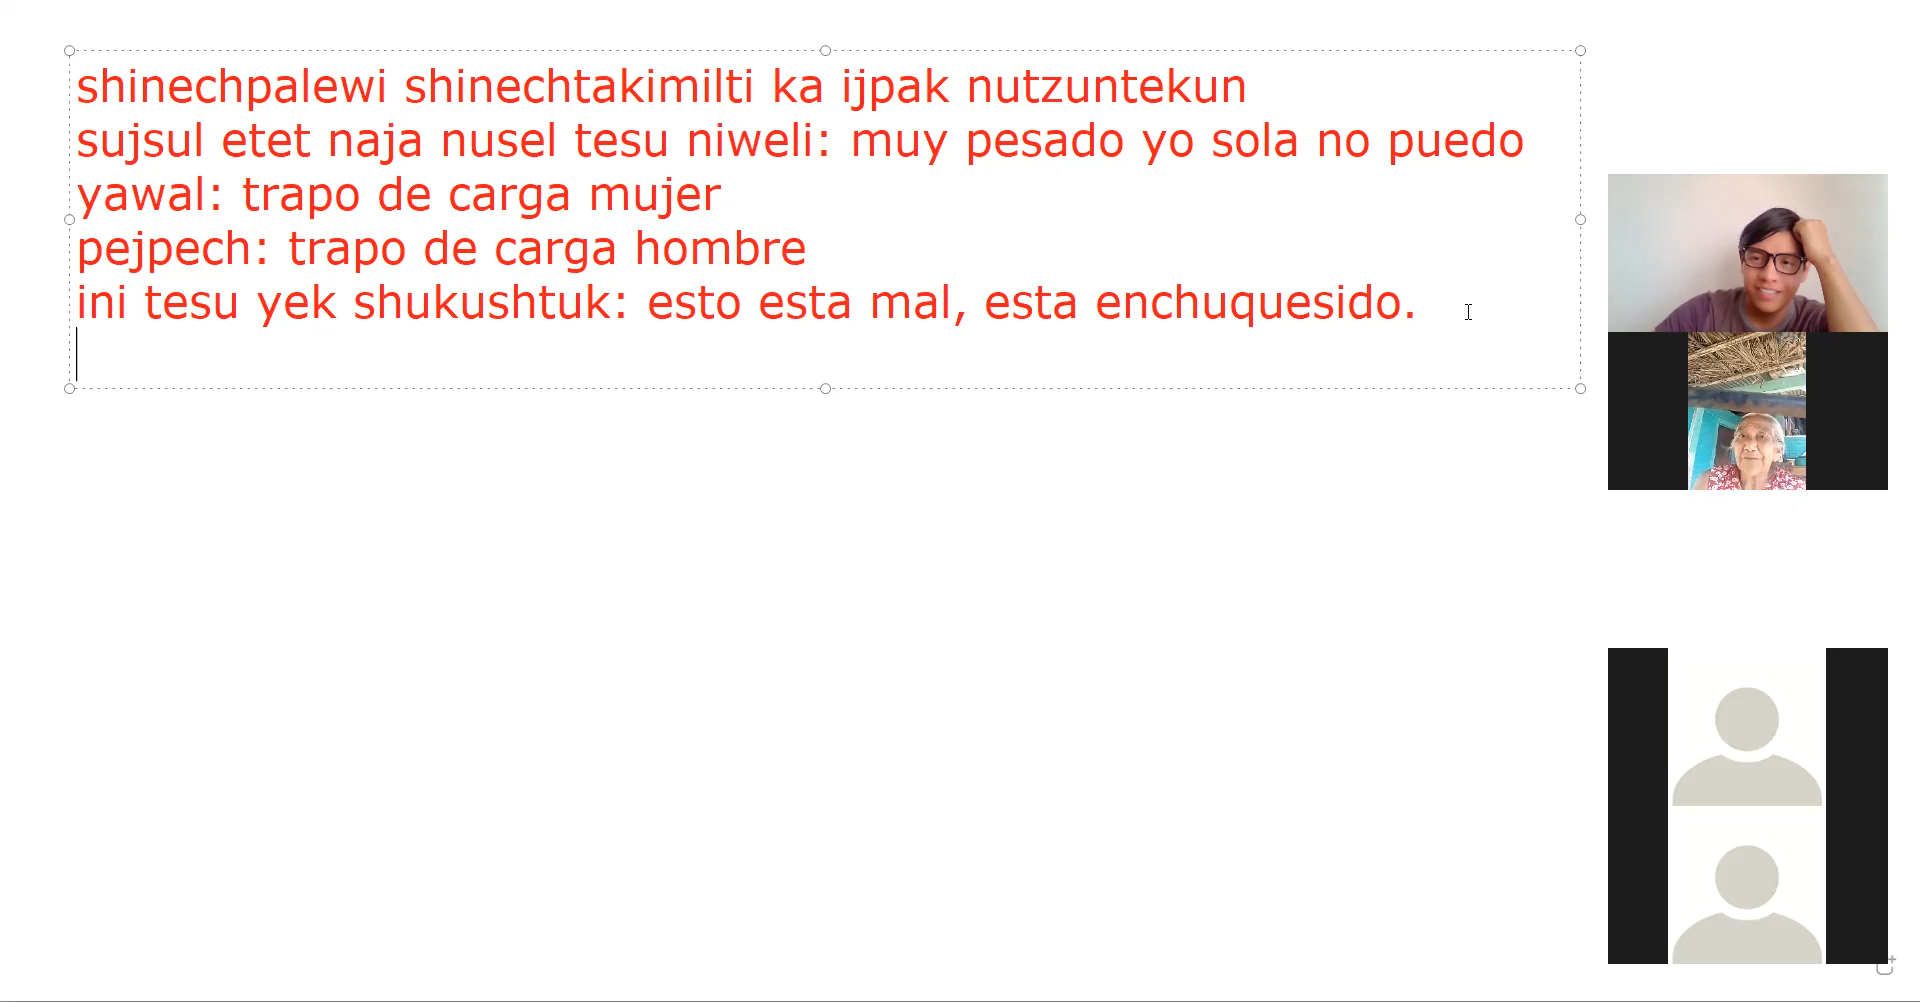 shinechpalewi shinechtakimilti ka ijpak nutzuntekun
sujsul etet naja nusel tesu niweli: muy pesado yo sola no puedo
yawal: trapo de carga mujer
pejpech: trapo de carga hombre
ini tesu yek shukushtuk: esto esta mal, esta enchuquesido.